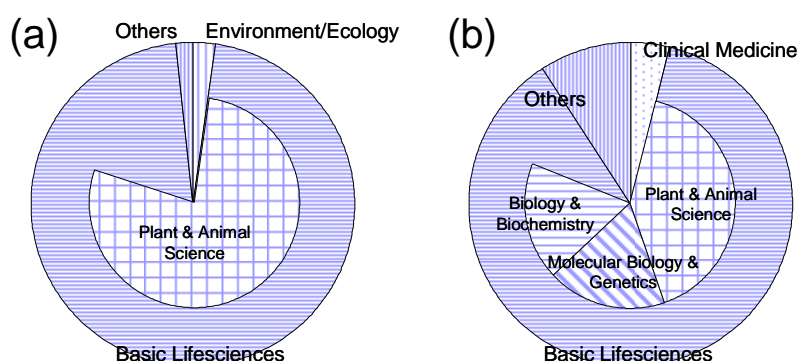 (a)
Others
Environment/Ecology
Plant & Animal
Science
Basic Lifesciences
(b)
Clinical Medicine
Others
Plant & Animal
Science
Biology &
Biochemistry
Molecular Biology &
Genetics
Basic Lifesciences